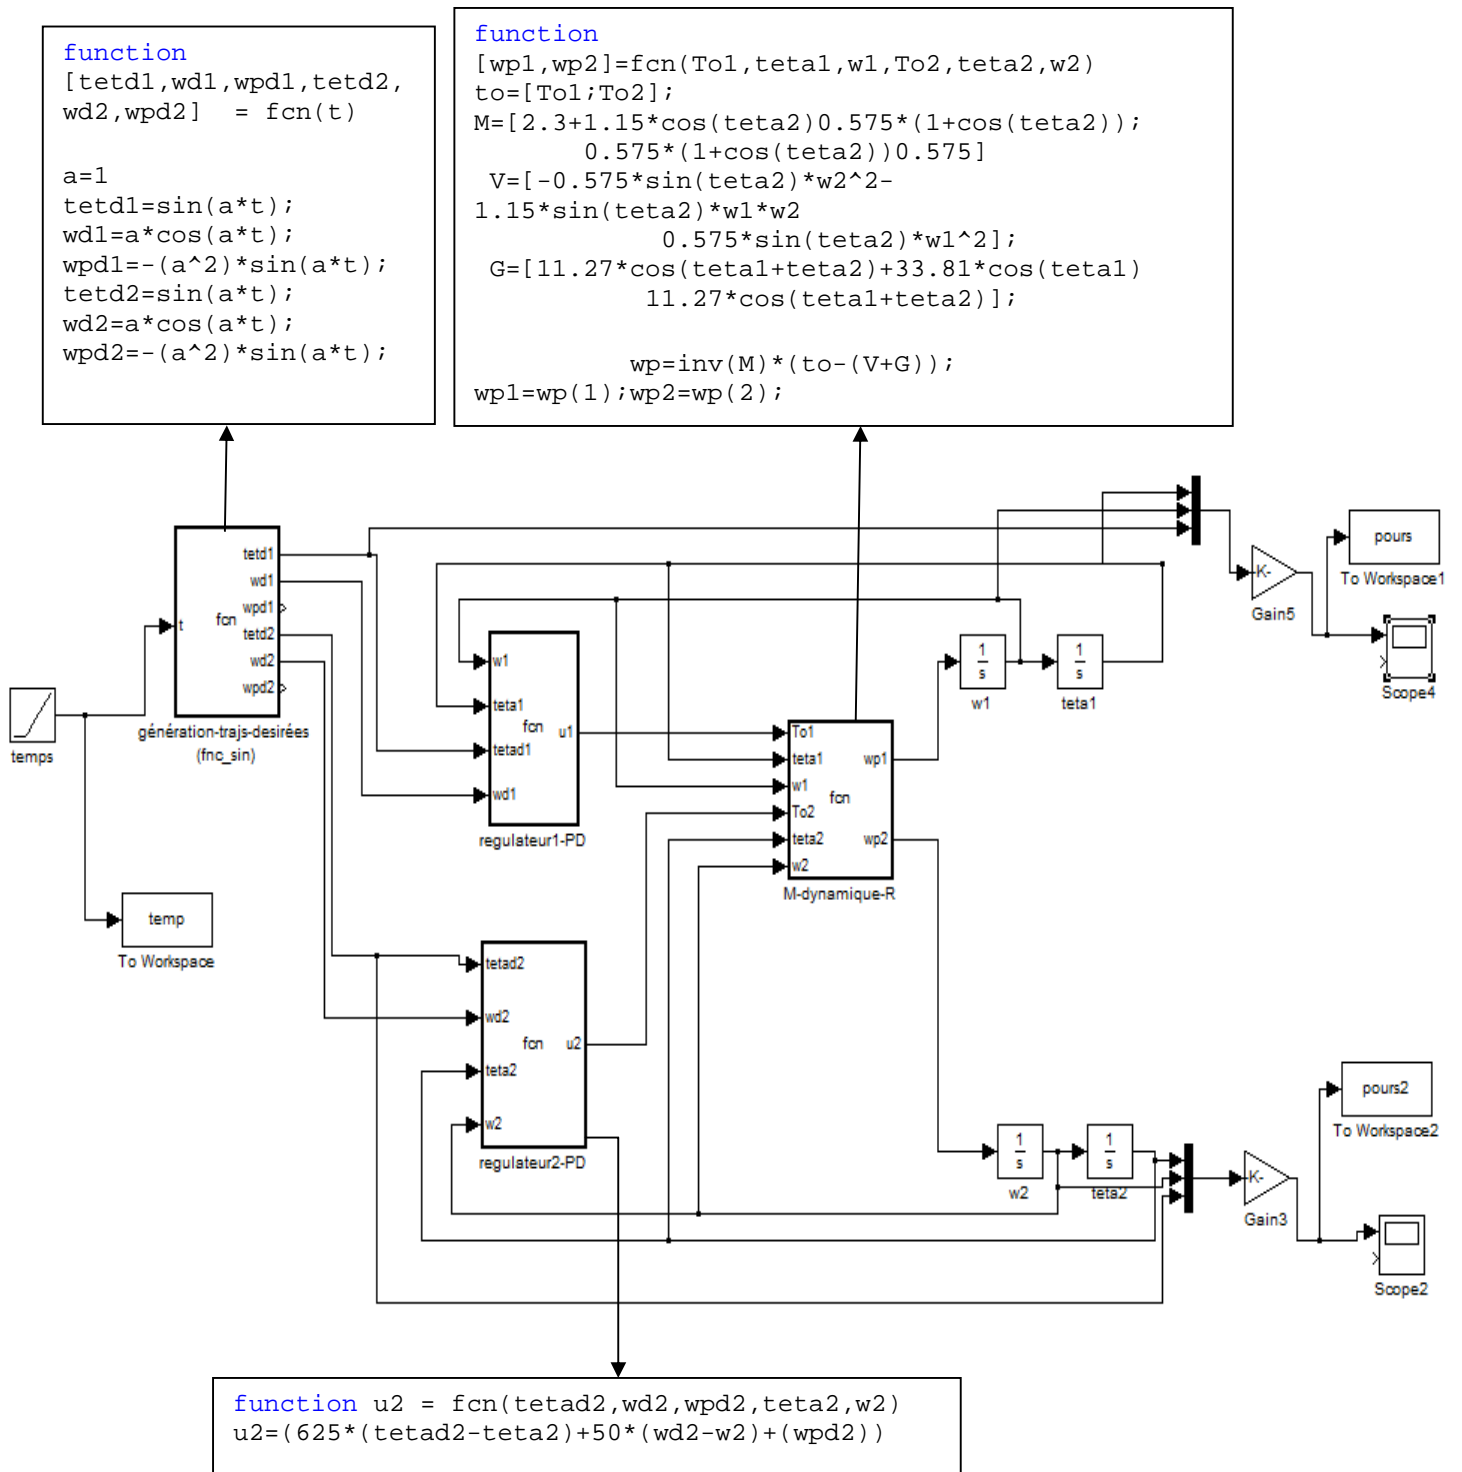 function
[tetd1,wd1,wpd1,tetd2,
wd2,wpd2]  = fcn(t)
a=1
tetd1=sin(a*t);
wd1=a*cos(a*t);
wpd1=-(a^2)*sin(a*t);
tetd2=sin(a*t);
wd2=a*cos(a*t);
wpd2=-(a^2)*sin(a*t);
function
[wp1,wp2]=fcn(To1,teta1,w1,To2,teta2,w2)
to=[To1;To2];
M=[2.3+1.15*cos(teta2)0.575*(1+cos(teta2));
0.575*(1+cos(teta2))0.575]
V=[-0.575*sin(teta2)*w2^2-
1.15*sin(teta2)*w1*w2
0.575*sin(teta2)*w1^2];
G=[11.27*cos(teta1+teta2)+33.81*cos(teta1)
11.27*cos(teta1+teta2)];
wp=inv(M)*(to-(V+G));
wp1=wp(1);wp2=wp(2);
t
fcn
tetd1
wd1
wpd1
tetd2
wd2
wpd2
génération-trajs-desirées
(fnc_sin)
temps
temp
To Workspace
w1
teta1
tetad1
wd1
fcn
u1
regulateur1-PD
To1
teta1
w1
To2
teta2
w2
fcn
wp1
wp2
M-dynamique-R
1
s
w1
1
s
teta1
K-
Gain5
pours
To Workspace1
Scope4
tetad2
wd2
teta2
w2
fcn
u2
regulateur2-PD
1
s
w2
1
s
teta2
K-
Gain3
pours2
To Workspace2
Scope2
function u2 = fcn(tetad2,wd2,wpd2,teta2,w2)
u2=(625*(tetad2-teta2)+50*(wd2-w2)+(wpd2))